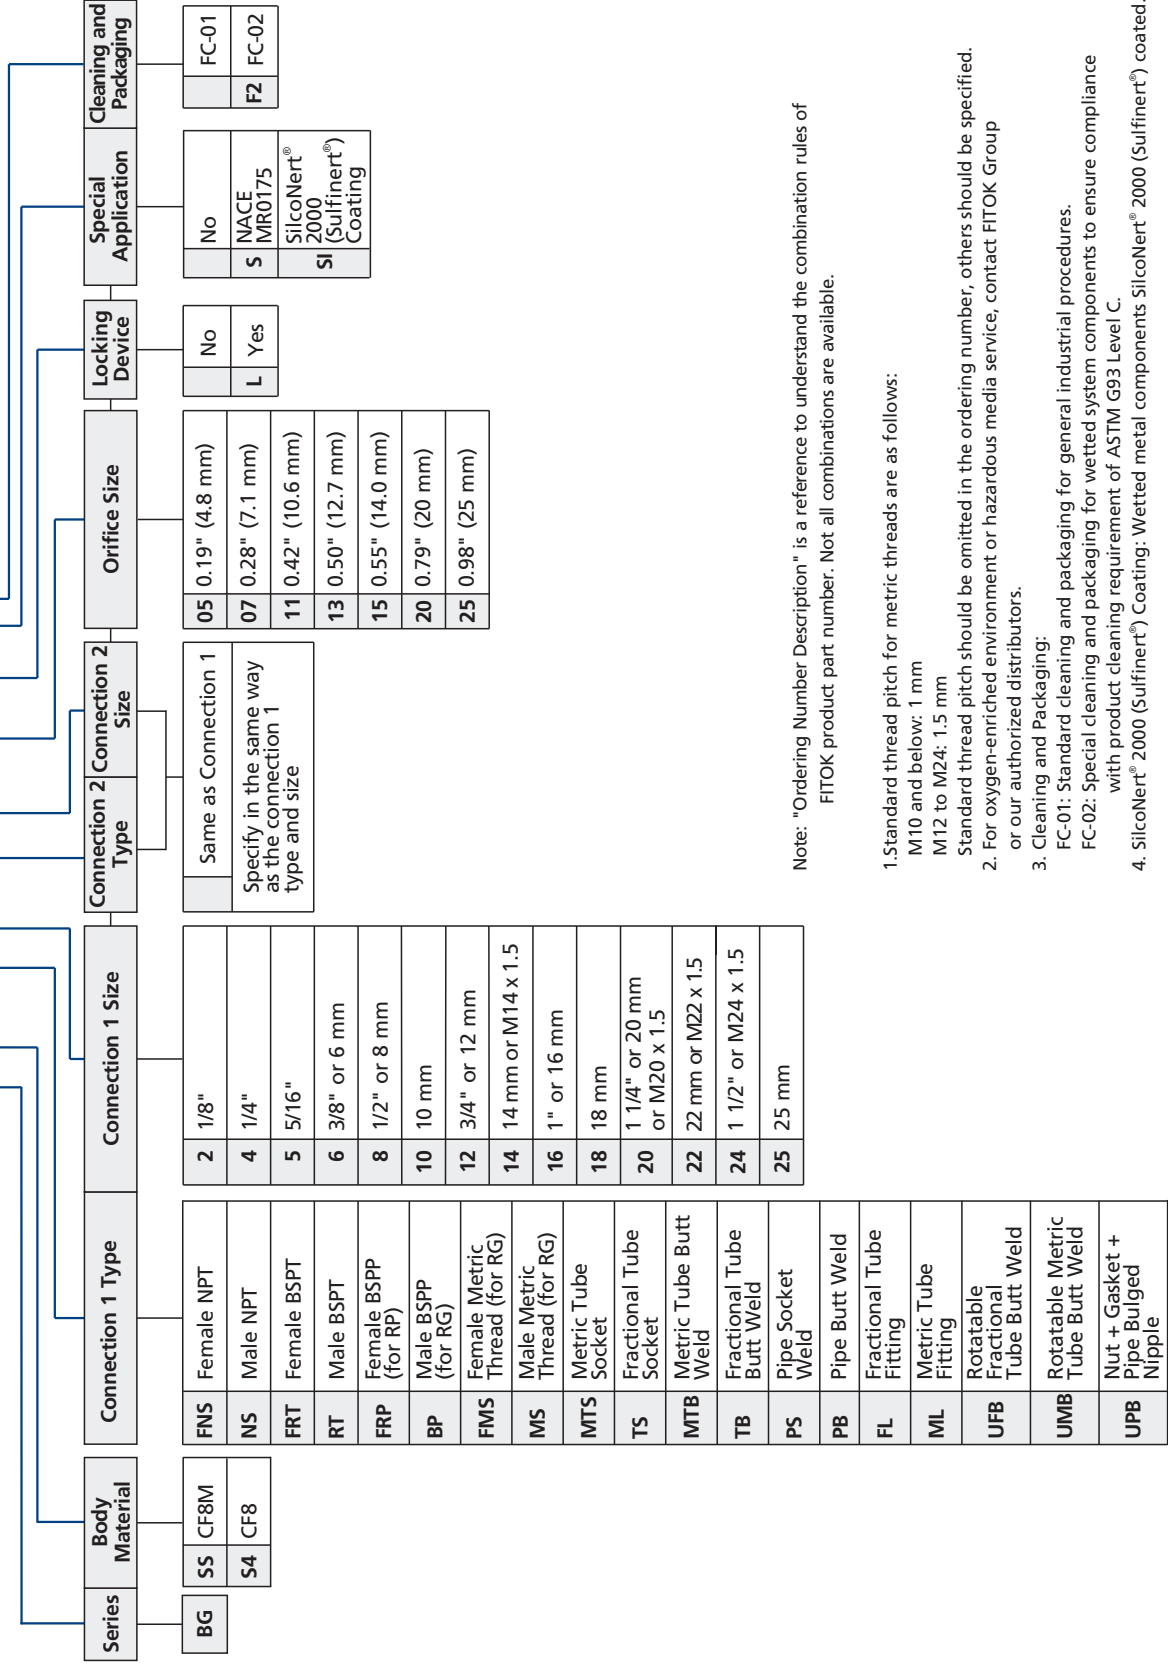 Series
BG
Body
Material
SS CF8M
S4 CF8
Connection 1 Type
FNS Female NPT
NS Male NPT
FRT Female BSPT
RT Male BSPT
FRP Female BSPP
(for RP)
BP Male BSPP
(for RG)
FMS Female Metric
Thread (for RG)
MS Male Metric
Thread (for RG)
MTS Metric Tube
Socket
TS Fractional Tube
Socket
MTB Metric Tube Butt
Weld
TB Fractional Tube
Butt Weld
PS Pipe Socket
Weld
PB Pipe Butt Weld
FL Fractional Tube
Fitting
ML Metric Tube
Fitting
UFB Rotatable
Fractional
Tube Butt Weld
UMB Rotatable Metric
Tube Butt Weld
UPB Nut + Gasket +
Pipe Bulged
Nipple
Connection 1 Size
2 1/8"
4 1/4"
5 5/16"
6 3/8" or 6 mm
8 1/2" or 8 mm
10 10 mm
12 3/4" or 12 mm
14 14 mm or M14 x 1.5
16 1" or 16 mm
18 18 mm
20 1 1/4" or 20 mm
or M20 x 1.5
22 22 mm or M22 x 1.5
24 1 1/2" or M24 x 1.5
25 25 mm
Connection 2
Type
Connection 2
Size
Same as Connection 1
Specify in the same way
as the connection 1
type and size
Orifice Size
05 0.19" (4.8 mm)
07 0.28" (7.1 mm)
11 0.42" (10.6 mm)
13 0.50" (12.7 mm)
15 0.55" (14.0 mm)
20 0.79" (20 mm)
25 0.98" (25 mm)
Locking
Device
No
L Yes
Special
Application
No
S NACE
MR0175
SI SilcoNert®
2000
(Sulfinert®)
Coating
Cleaning and
Packaging
FC-01
F2 FC-02
Note: "Ordering Number Description" is a reference to understand the combination rules of
FITOK product part number. Not all combinations are available.
1.Standard thread pitch for metric threads are as follows:
M10 and below: 1 mm
M12 to M24: 1.5 mm
Standard thread pitch should be omitted in the ordering number, others should be specified.
2. For oxygen-enriched environment or hazardous media service, contact FITOK Group
or our authorized distributors.
3. Cleaning and Packaging:
FC-01: Standard cleaning and packaging for general industrial procedures.
FC-02: Special cleaning and packaging for wetted system components to ensure compliance
with product cleaning requirement of ASTM G93 Level C.
4. SilcoNert® 2000 (Sulfinert®) Coating: Wetted metal components SilcoNert® 2000 (Sulfinert®) coated.